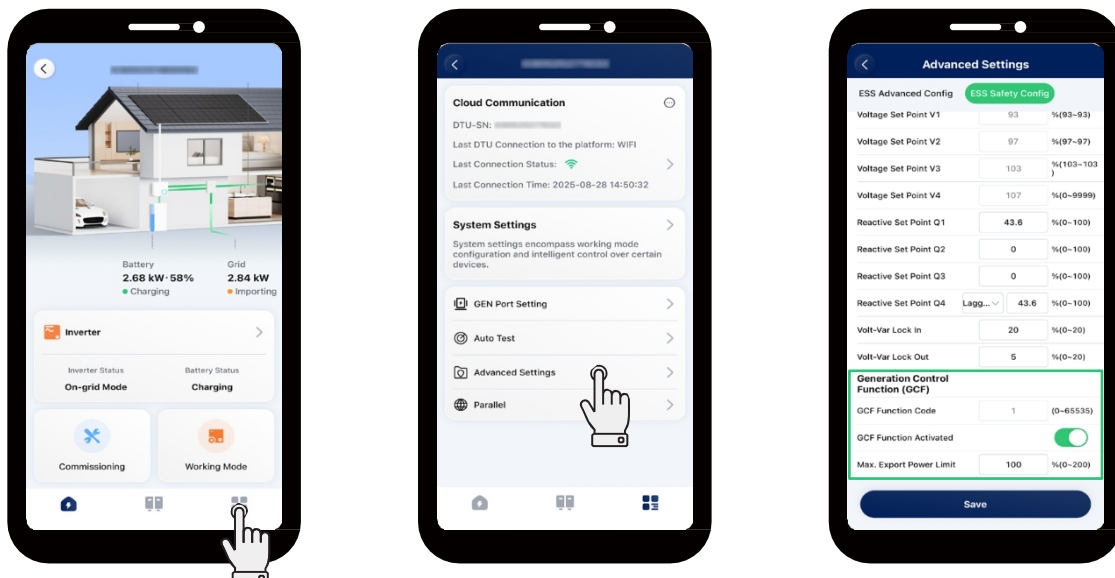 Battery
2.68 kW·58%
Charging
Grid
2.84 kW
Importing
Inverter
Inverter Status
On-grid Mode
Battery Status
Charging
Commissioning
Working Mode
Cloud Communication
DTU-SN:
Last DTU Connection to the platform: WIFI
Last Connection Status:
Last Connection Time: 2025-08-28 14:50:32
System Settings
System settings encompass working mode
configuration and intelligent control over certain
devices.
GEN Port Setting
Auto Test
Advanced Settings
Parallel
Advanced Settings
ESS Advanced Config ESS Safety Config
Voltage Set Point V1 93 %(93~93)
Voltage Set Point V2 97 %(97~97)
Voltage Set Point V3 103 %(103~103
)
Voltage Set Point V4 107 %(0~9999)
Reactive Set Point Q1 43.6 %(0~100)
Reactive Set Point Q2 0 %(0~100)
Reactive Set Point Q3 0 %(0~100)
Reactive Set Point Q4 Lagg... 43.6 %(0~100)
Volt-Var Lock In 20 %(0~20)
Volt-Var Lock Out 5 %(0~20)
Generation Control
Function (GCF)
GCF Function Code 1 (0~65535)
GCF Function Activated
Max. Export Power Limit 100 %(0~200)
Save